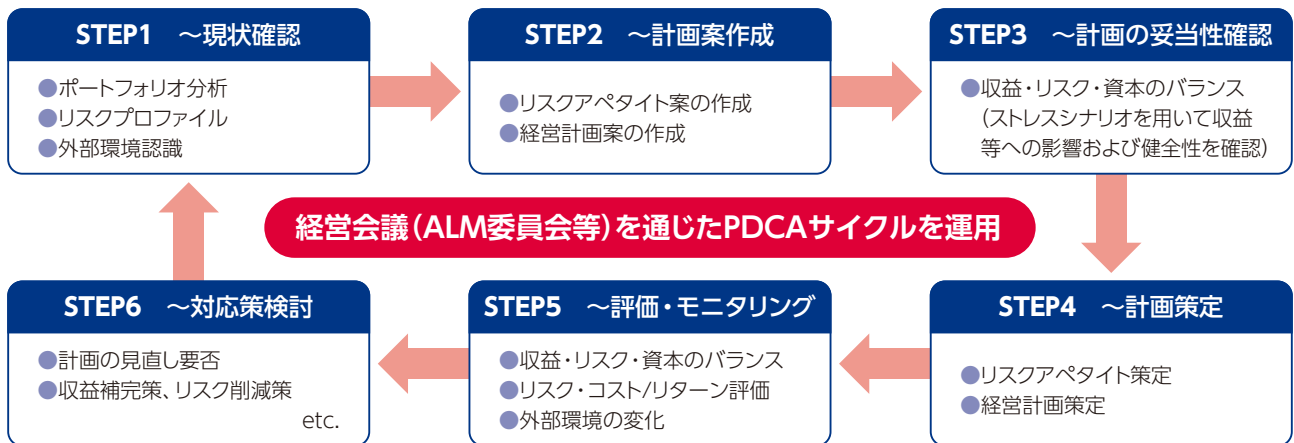 STEP1 ～現状確認
●ポートフォリオ分析
●リスクプロファイル
●外部環境認識
STEP2 ～計画案作成
●リスクアペタイト案の作成
●経営計画案の作成
STEP3 ～計画の妥当性確認
●収益・リスク・資本のバランス
(ストレスシナリオを用いて収益
等への影響および健全性を確認)
経営会議(ALM委員会等)を通じたPDCAサイクルを運用
STEP4 ～計画策定
●リスクアペタイト策定
●経営計画策定
STEP5 ～評価・モニタリング
●収益・リスク・資本のバランス
●リスク・コスト/リターン評価
●外部環境の変化
STEP6 ～対応策検討
●計画の見直し要否
●収益補完策、リスク削減策
etc.